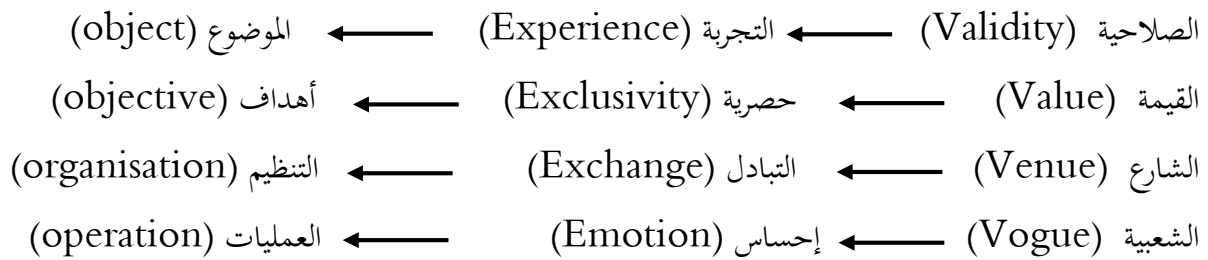 الصلاحية (Validity) ← التجربة (Experience) ← الموضوع (object)
القيمة (Value) ← حصرية (Exclusivity) ← أهداف (objective)
الشارع (Venue) ← التبادل (Exchange) ← التنظيم (organisation)
الشعبية (Vogue) ← إحساس (Emotion) ← العمليات (operation)